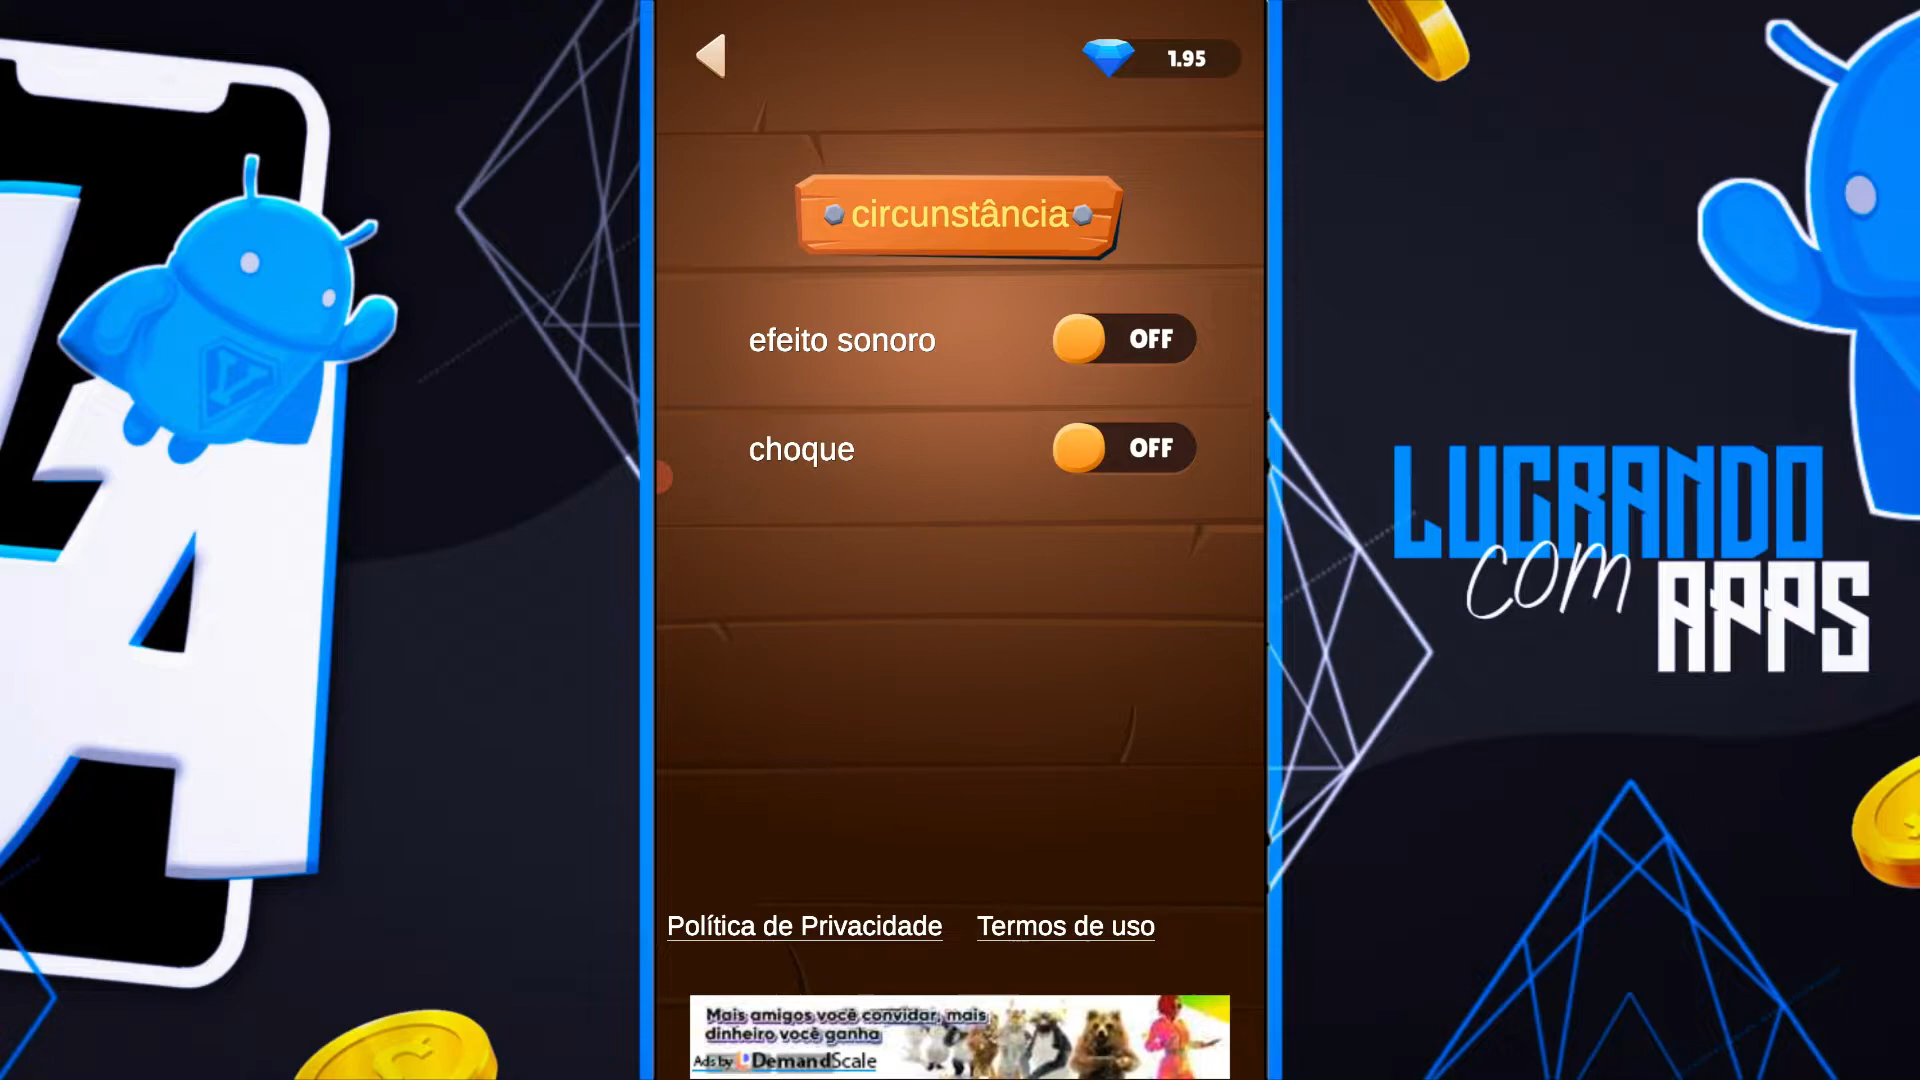 1.95
circunstância
efeito sonoro
OFF
choque
OFF
LUCRANDO
com
APPS
Política de Privacidade
Termos de uso
Mais amigos você convidar, mais
dinheiro você ganha
Ads by DemandScale